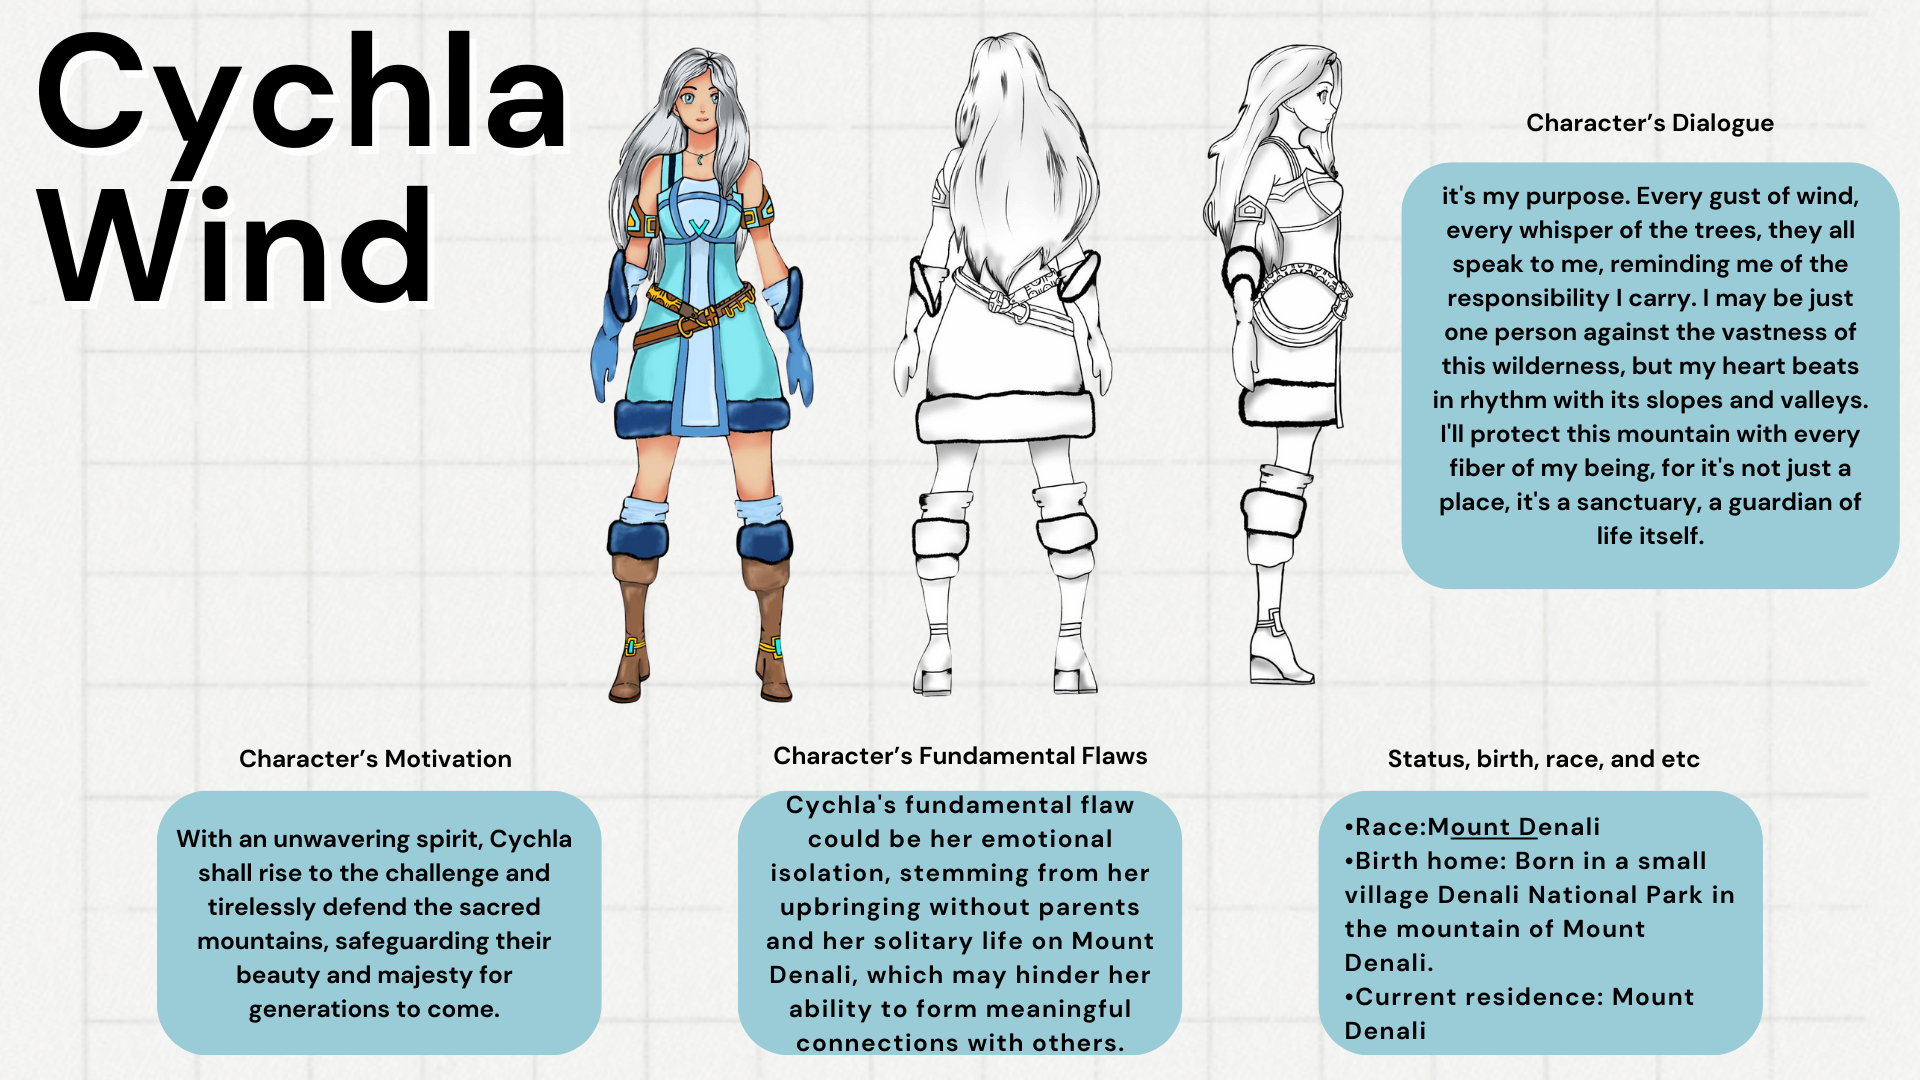 Cychla
Wind
Character’s Dialogue
it's my purpose. Every gust of wind,
every whisper of the trees, they all
speak to me, reminding me of the
responsibility I carry. I may be just
one person against the vastness of
this wilderness, but my heart beats
in rhythm with its slopes and valleys.
I'll protect this mountain with every
fiber of my being, for it's not just a
place, it's a sanctuary, a guardian of
life itself.
Character’s Motivation
With an unwavering spirit, Cychla
shall rise to the challenge and
tirelessly defend the sacred
mountains, safeguarding their
beauty and majesty for
generations to come.
Character’s Fundamental Flaws
Cychla's fundamental flaw
could be her emotional
isolation, stemming from her
upbringing without parents
and her solitary life on Mount
Denali, which may hinder her
ability to form meaningful
connections with others.
Status, birth, race, and etc
•Race:Mount Denali
•Birth home: Born in a small
village Denali National Park in
the mountain of Mount
Denali.
•Current residence: Mount
Denali